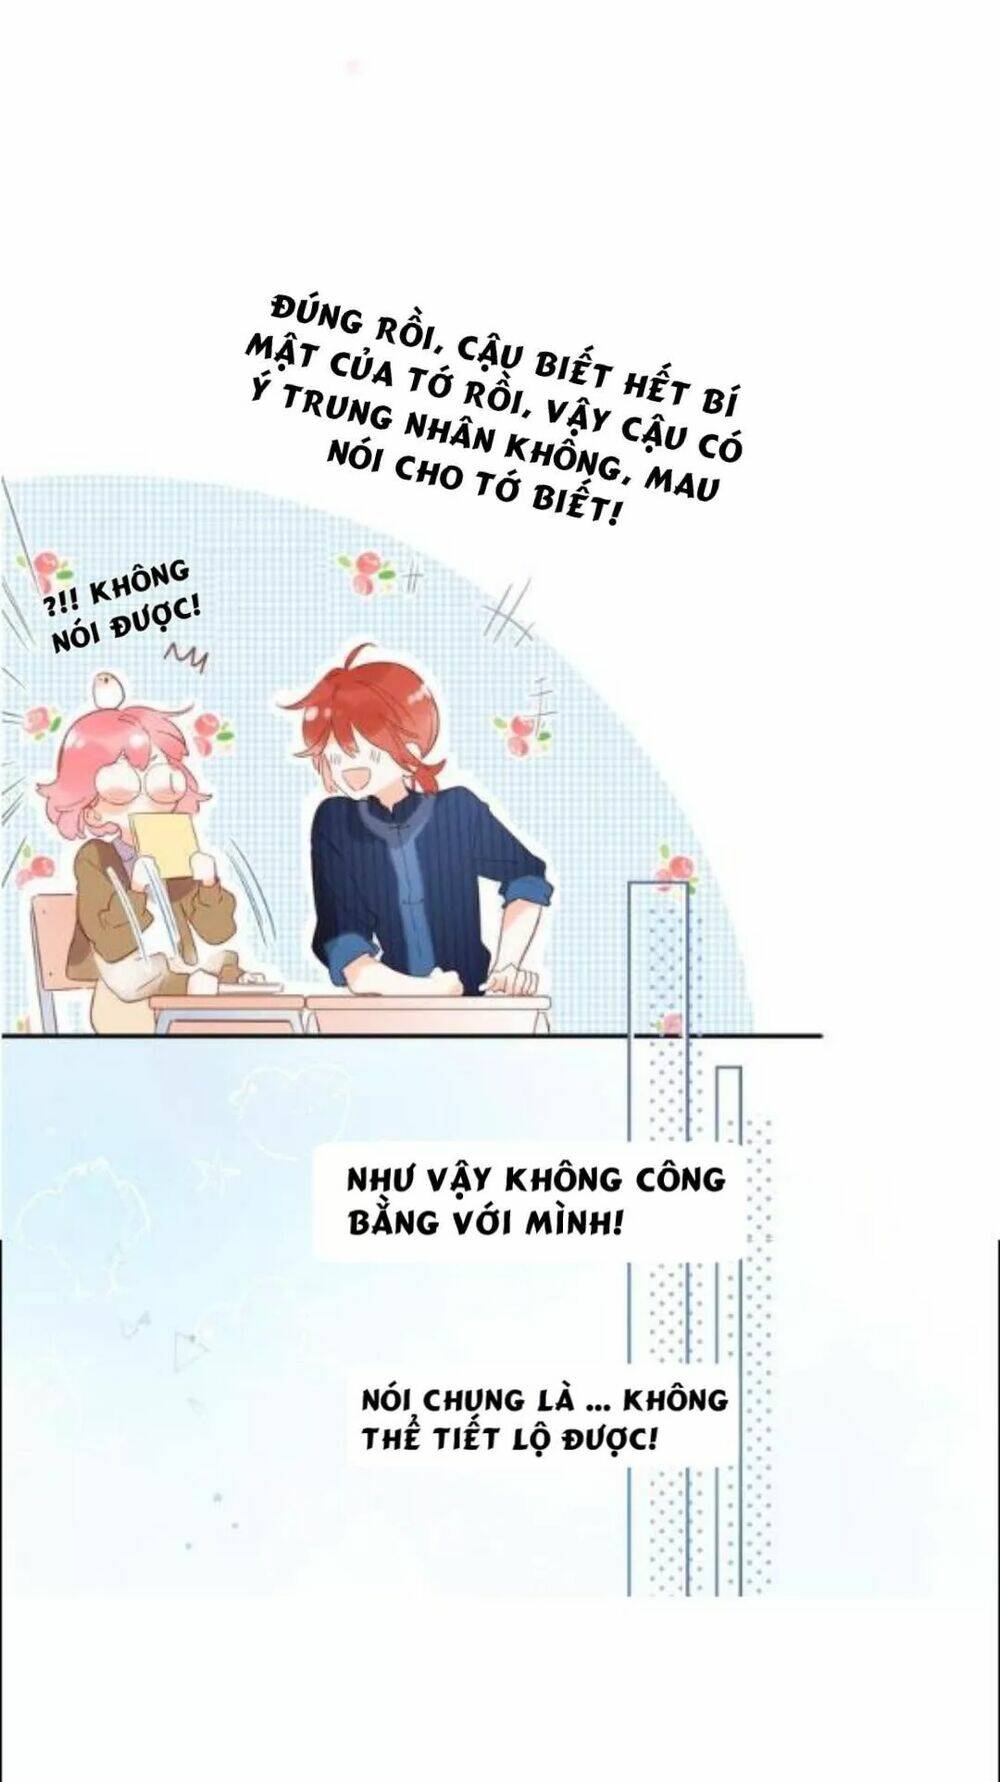 ĐÚNG RỒI, CẬU BIẾT HẾT BÍ
MẬT CỦA TỚ RỒI, VẬY CẬU CÓ
Ý TRUNG NHÂN KHÔNG, MAU
NÓI CHO TỚ BIẾT!
?!! KHÔNG
NÓI ĐƯỢC!
NHƯ VẬY KHÔNG CÔNG
BẰNG VỚI MÌNH!
NÓI CHUNG LÀ ... KHÔNG
THỂ TIẾT LỘ ĐƯỢC!